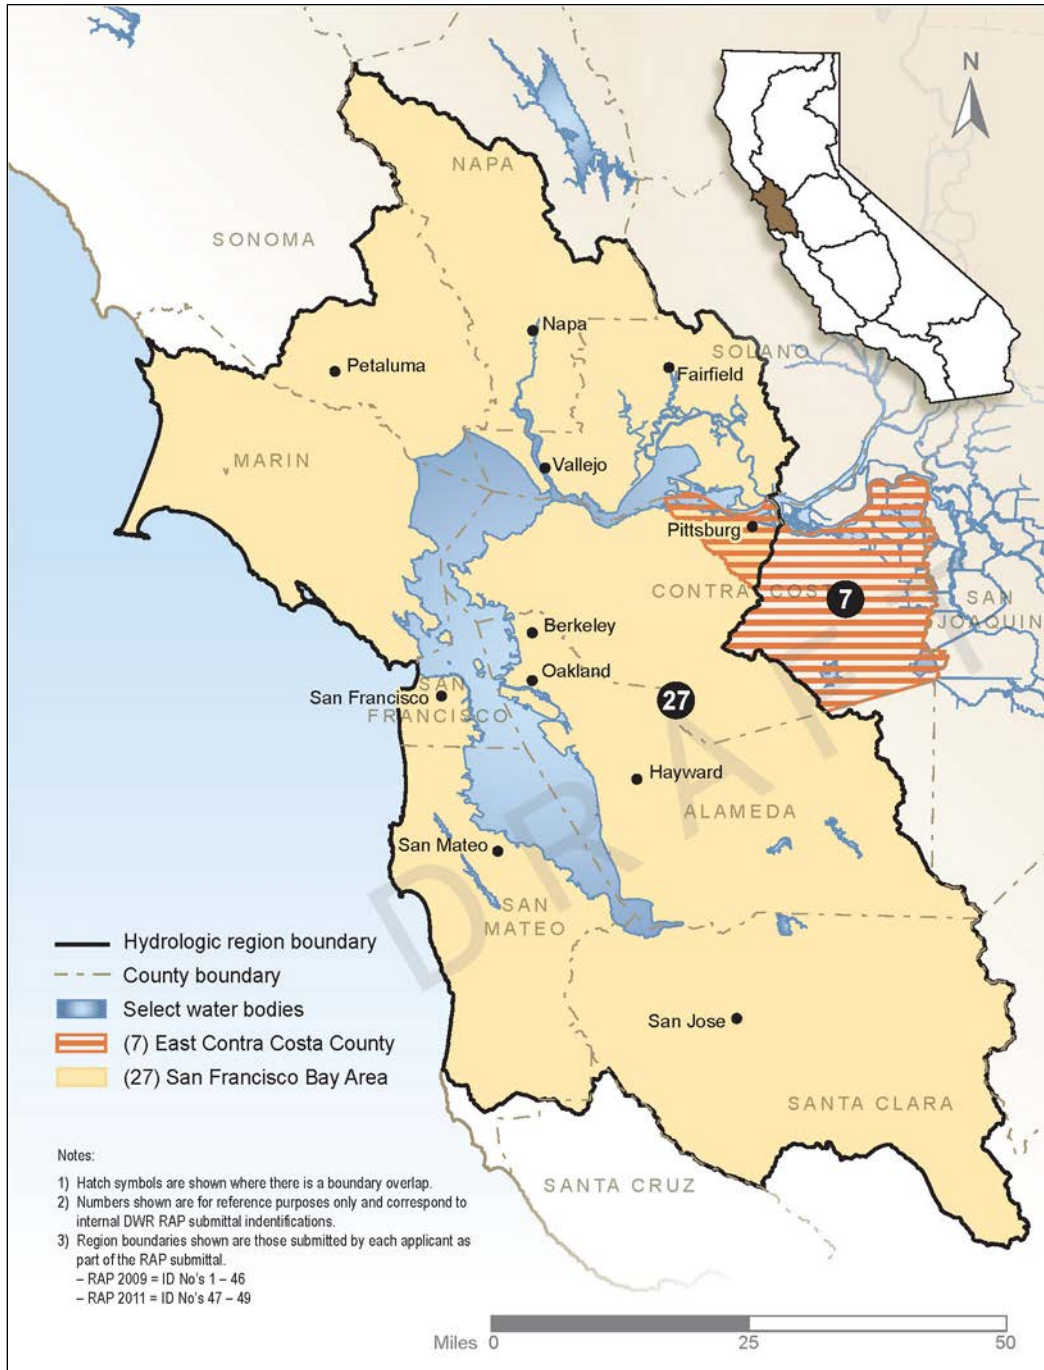 N
NAPA
SONOMA
Napa
SOLANO
Petaluma
Fairfield
MARIN
Vallejo
Pittsburg
CONTRA COSTA
7
SAN
JOAQUIN
Berkeley
Oakland
San Francisco
SAN
FRANCISCO
27
Hayward
ALAMEDA
San Mateo
SAN
MATEO
DRAFT
Hydrologic region boundary
County boundary
Select water bodies
(7) East Contra Costa County
(27) San Francisco Bay Area
San Jose
SANTA CLARA
SANTA CRUZ
Notes:
1) Hatch symbols are shown where there is a boundary overlap.
2) Numbers shown are for reference purposes only and correspond to
internal DWR RAP submittal indentifications.
3) Region boundaries shown are those submitted by each applicant as
part of the RAP submittal.
– RAP 2009 = ID No's 1 – 46
– RAP 2011 = ID No's 47 – 49
Miles 0 25 50